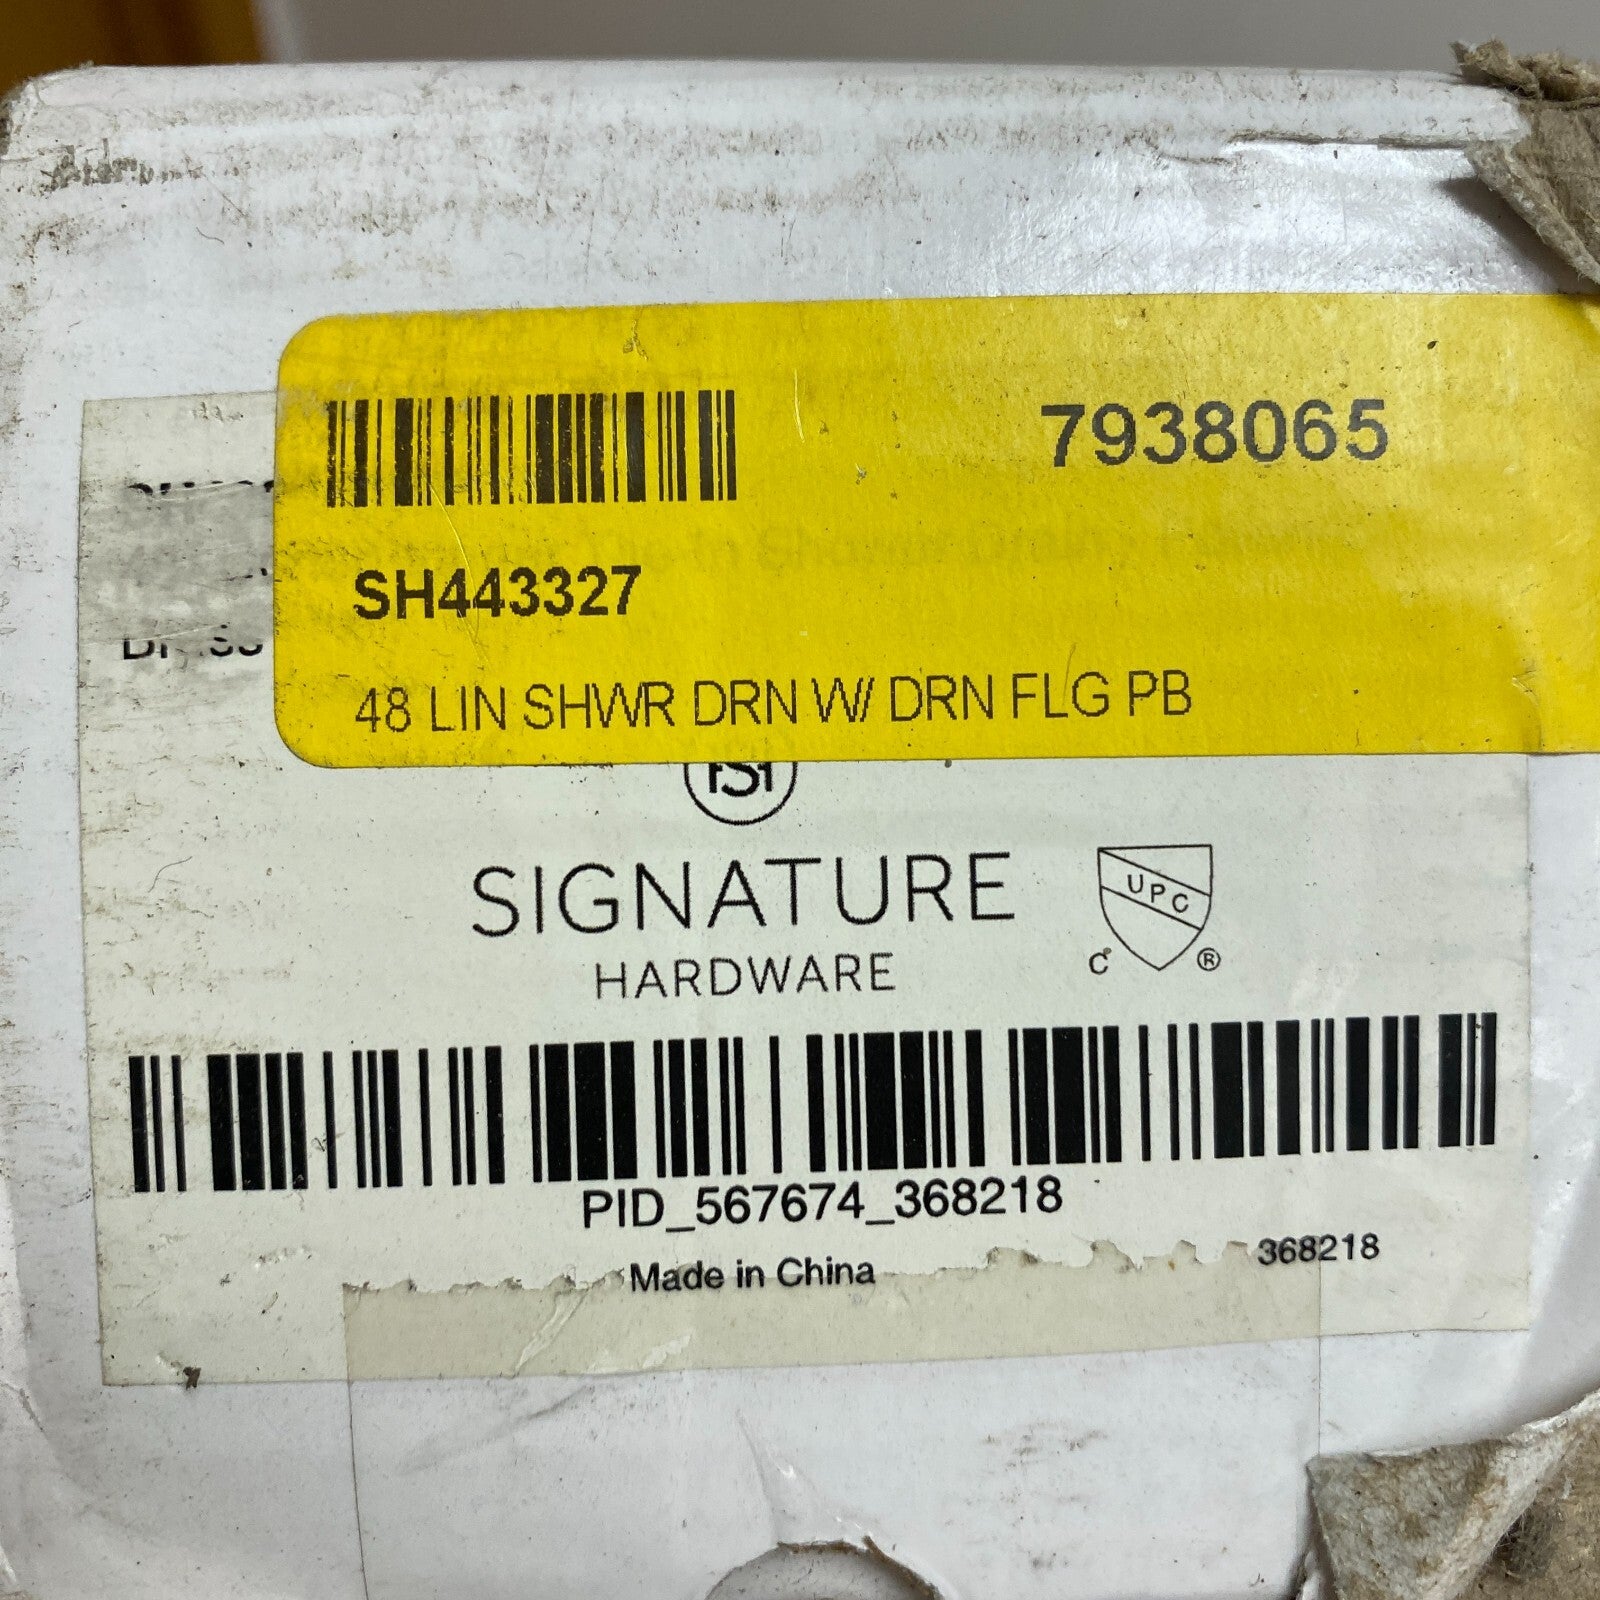 7938065
SH443327
48 LIN SHWR DRN W/ DRN FLG PB
SIGNATURE
HARDWARE
UPC
C ®
PID_567674_368218
Made in China
368218